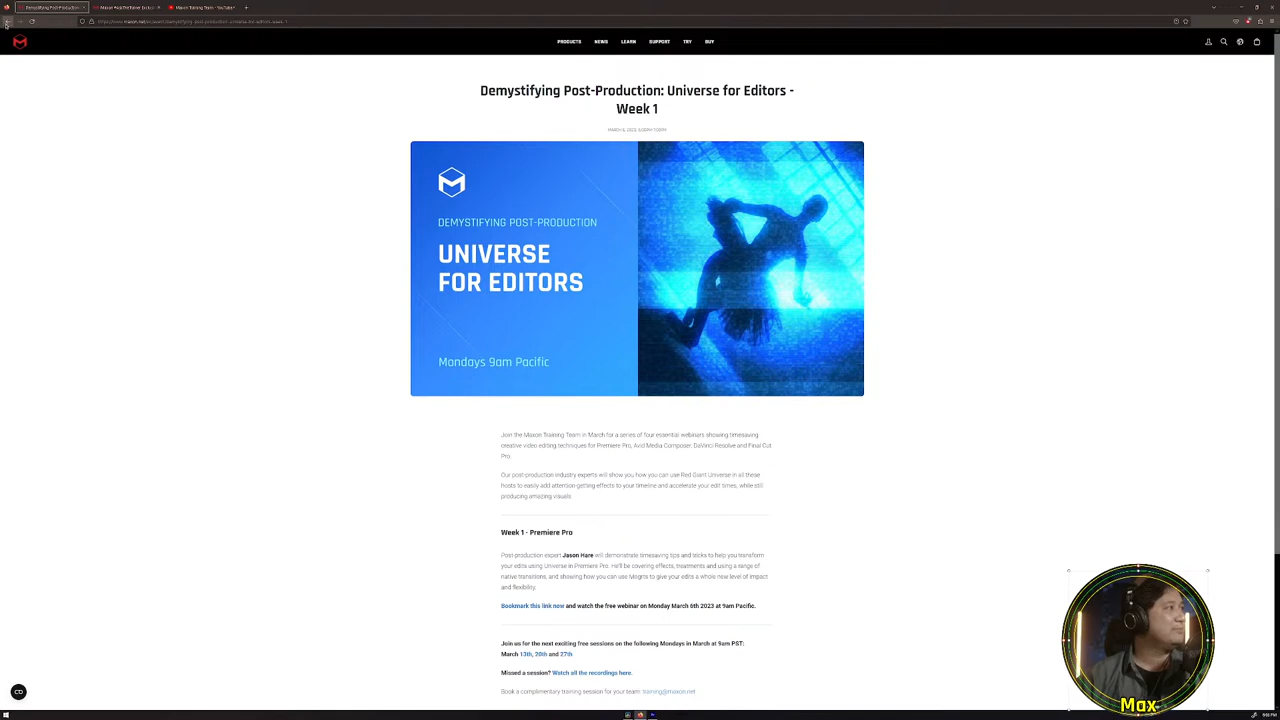 Demystifying Post-Production
Maxon Training Team - YouTube
PRODUCTS NEWS LEARN SUPPORT TRY BUY
Demystifying Post-Production: Universe for Editors -
Week 1
DEMYSTIFYING POST-PRODUCTION
UNIVERSE
FOR EDITORS
Mondays 9am Pacific
Join the Maxon Training Team in March for a series of four essential webinars showing timesaving
creative video editing techniques for Premiere Pro, Avid Media Composer, DaVinci Resolve and Final Cut
Pro.
Our post-production industry experts will show you how you can use Red Giant Universe in all these
hosts to easily add attention-getting effects to your timeline and accelerate your edit times, while still
producing amazing visuals.
Week 1 - Premiere Pro
Post-production expert Jason Hare will demonstrate timesaving tips and tricks to help you transform
your edits using Universe in Premiere Pro. He'll be covering effects, treatments and using a range of
native transitions, and showing how you can use Mogrts to give your edits a whole new level of impact
and flexibility.
Bookmark this link now and watch the free webinar on Monday March 6th 2023 at 9am Pacific.
Join us for the next exciting free sessions on the following Mondays in March at 9am PST:
March 13th, 20th and 27th
Missed a session? Watch all the recordings here.
Book a complimentary training session for your team: training@maxon.net
Max